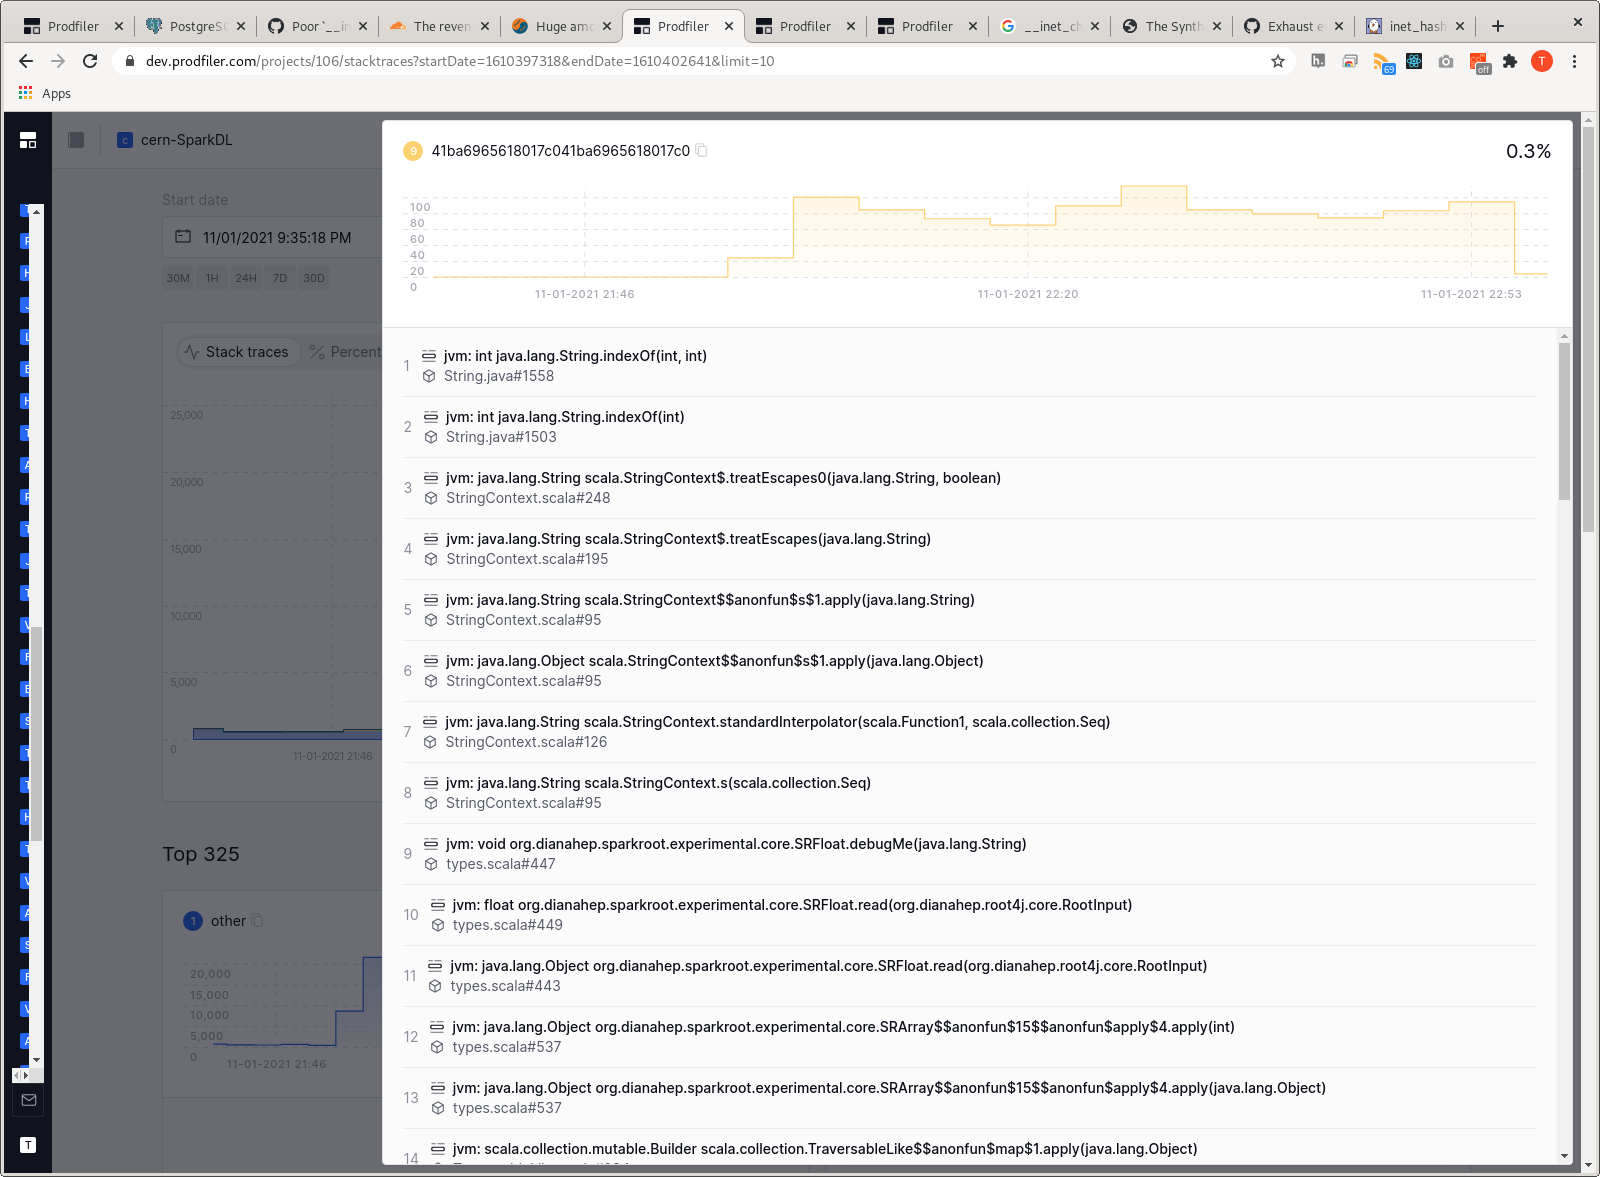 Prodfiler
PostgreS
Poor `__in
The reven
Huge amo
Prodfiler
Prodfiler
Prodfiler
__inet_ch
The Synth
Exhaust e
inet_hash
dev.prodfiler.com/projects/106/stacktraces?startDate=1610397318&endDate=1610402641&limit=10
69
off
T
Apps
c
cern-SparkDL
Start date
11/01/2021 9:35:18 PM
30M 1H 24H 7D 30D
Stack traces
Percent
25,000
20,000
15,000
10,000
5,000
0
11-01-2021 21:46
Top 325
1 other
20,000
15,000
10,000
5,000
0
11-01-2021 21:46
T
9 41ba6965618017c041ba6965618017c0
0.3%
100
80
60
40
20
0
11-01-2021 21:46
11-01-2021 22:20
11-01-2021 22:53
1 jvm: int java.lang.String.indexOf(int, int)
String.java#1558
2 jvm: int java.lang.String.indexOf(int)
String.java#1503
3 jvm: java.lang.String scala.StringContext$.treatEscapes0(java.lang.String, boolean)
StringContext.scala#248
4 jvm: java.lang.String scala.StringContext$.treatEscapes(java.lang.String)
StringContext.scala#195
5 jvm: java.lang.String scala.StringContext$$anonfun$s$1.apply(java.lang.String)
StringContext.scala#95
6 jvm: java.lang.Object scala.StringContext$$anonfun$s$1.apply(java.lang.Object)
StringContext.scala#95
7 jvm: java.lang.String scala.StringContext.standardInterpolator(scala.Function1, scala.collection.Seq)
StringContext.scala#126
8 jvm: java.lang.String scala.StringContext.s(scala.collection.Seq)
StringContext.scala#95
9 jvm: void org.dianahep.sparkroot.experimental.core.SRFloat.debugMe(java.lang.String)
types.scala#447
10 jvm: float org.dianahep.sparkroot.experimental.core.SRFloat.read(org.dianahep.root4j.core.RootInput)
types.scala#449
11 jvm: java.lang.Object org.dianahep.sparkroot.experimental.core.SRFloat.read(org.dianahep.root4j.core.RootInput)
types.scala#443
12 jvm: java.lang.Object org.dianahep.sparkroot.experimental.core.SRArray$$anonfun$15$$anonfun$apply$4.apply(int)
types.scala#537
13 jvm: java.lang.Object org.dianahep.sparkroot.experimental.core.SRArray$$anonfun$15$$anonfun$apply$4.apply(java.lang.Object)
types.scala#537
14 jvm: scala.collection.mutable.Builder scala.collection.TraversableLike$$anonfun$map$1.apply(java.lang.Object)